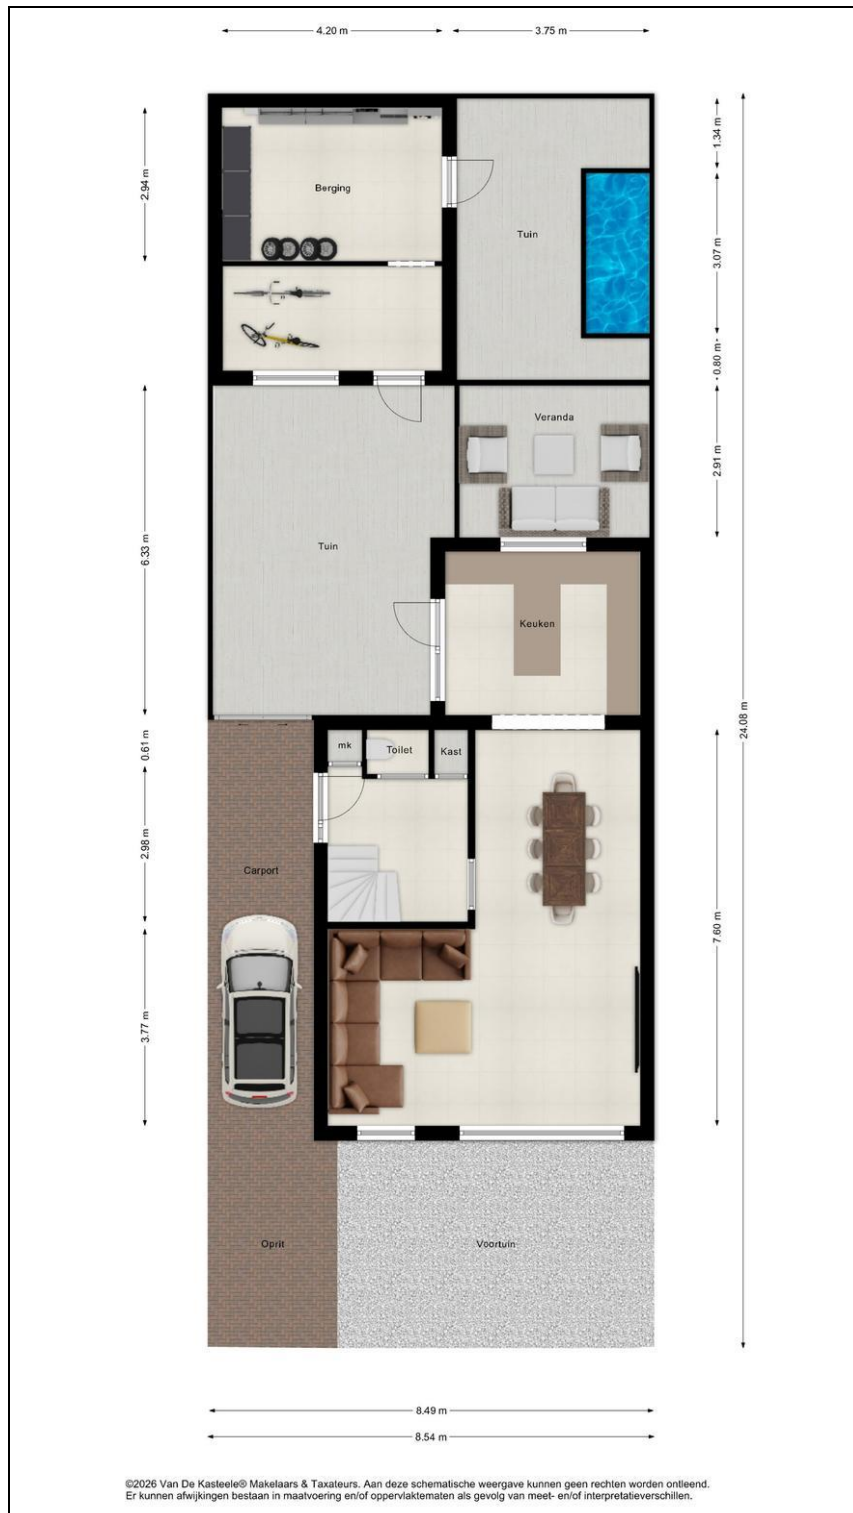 4.20 m
3.75 m
1.34 m
2.94 m
Berging
Tuin
3.07 m
0.80 m
Veranda
2.91 m
6.33 m
Tuin
Keuken
24.08 m
0.61 m
mk
Toilet
Kast
2.98 m
Carport
7.60 m
3.77 m
Oprit
Voortuin
8.49 m
8.54 m
©2026 Van De Kasteele® Makelaars & Taxateurs. Aan deze schematische weergave kunnen geen rechten worden ontleend.
Er kunnen afwijkingen bestaan in maatvoering en/of oppervlaktematen als gevolg van meet- en/of interpretatieverschillen.